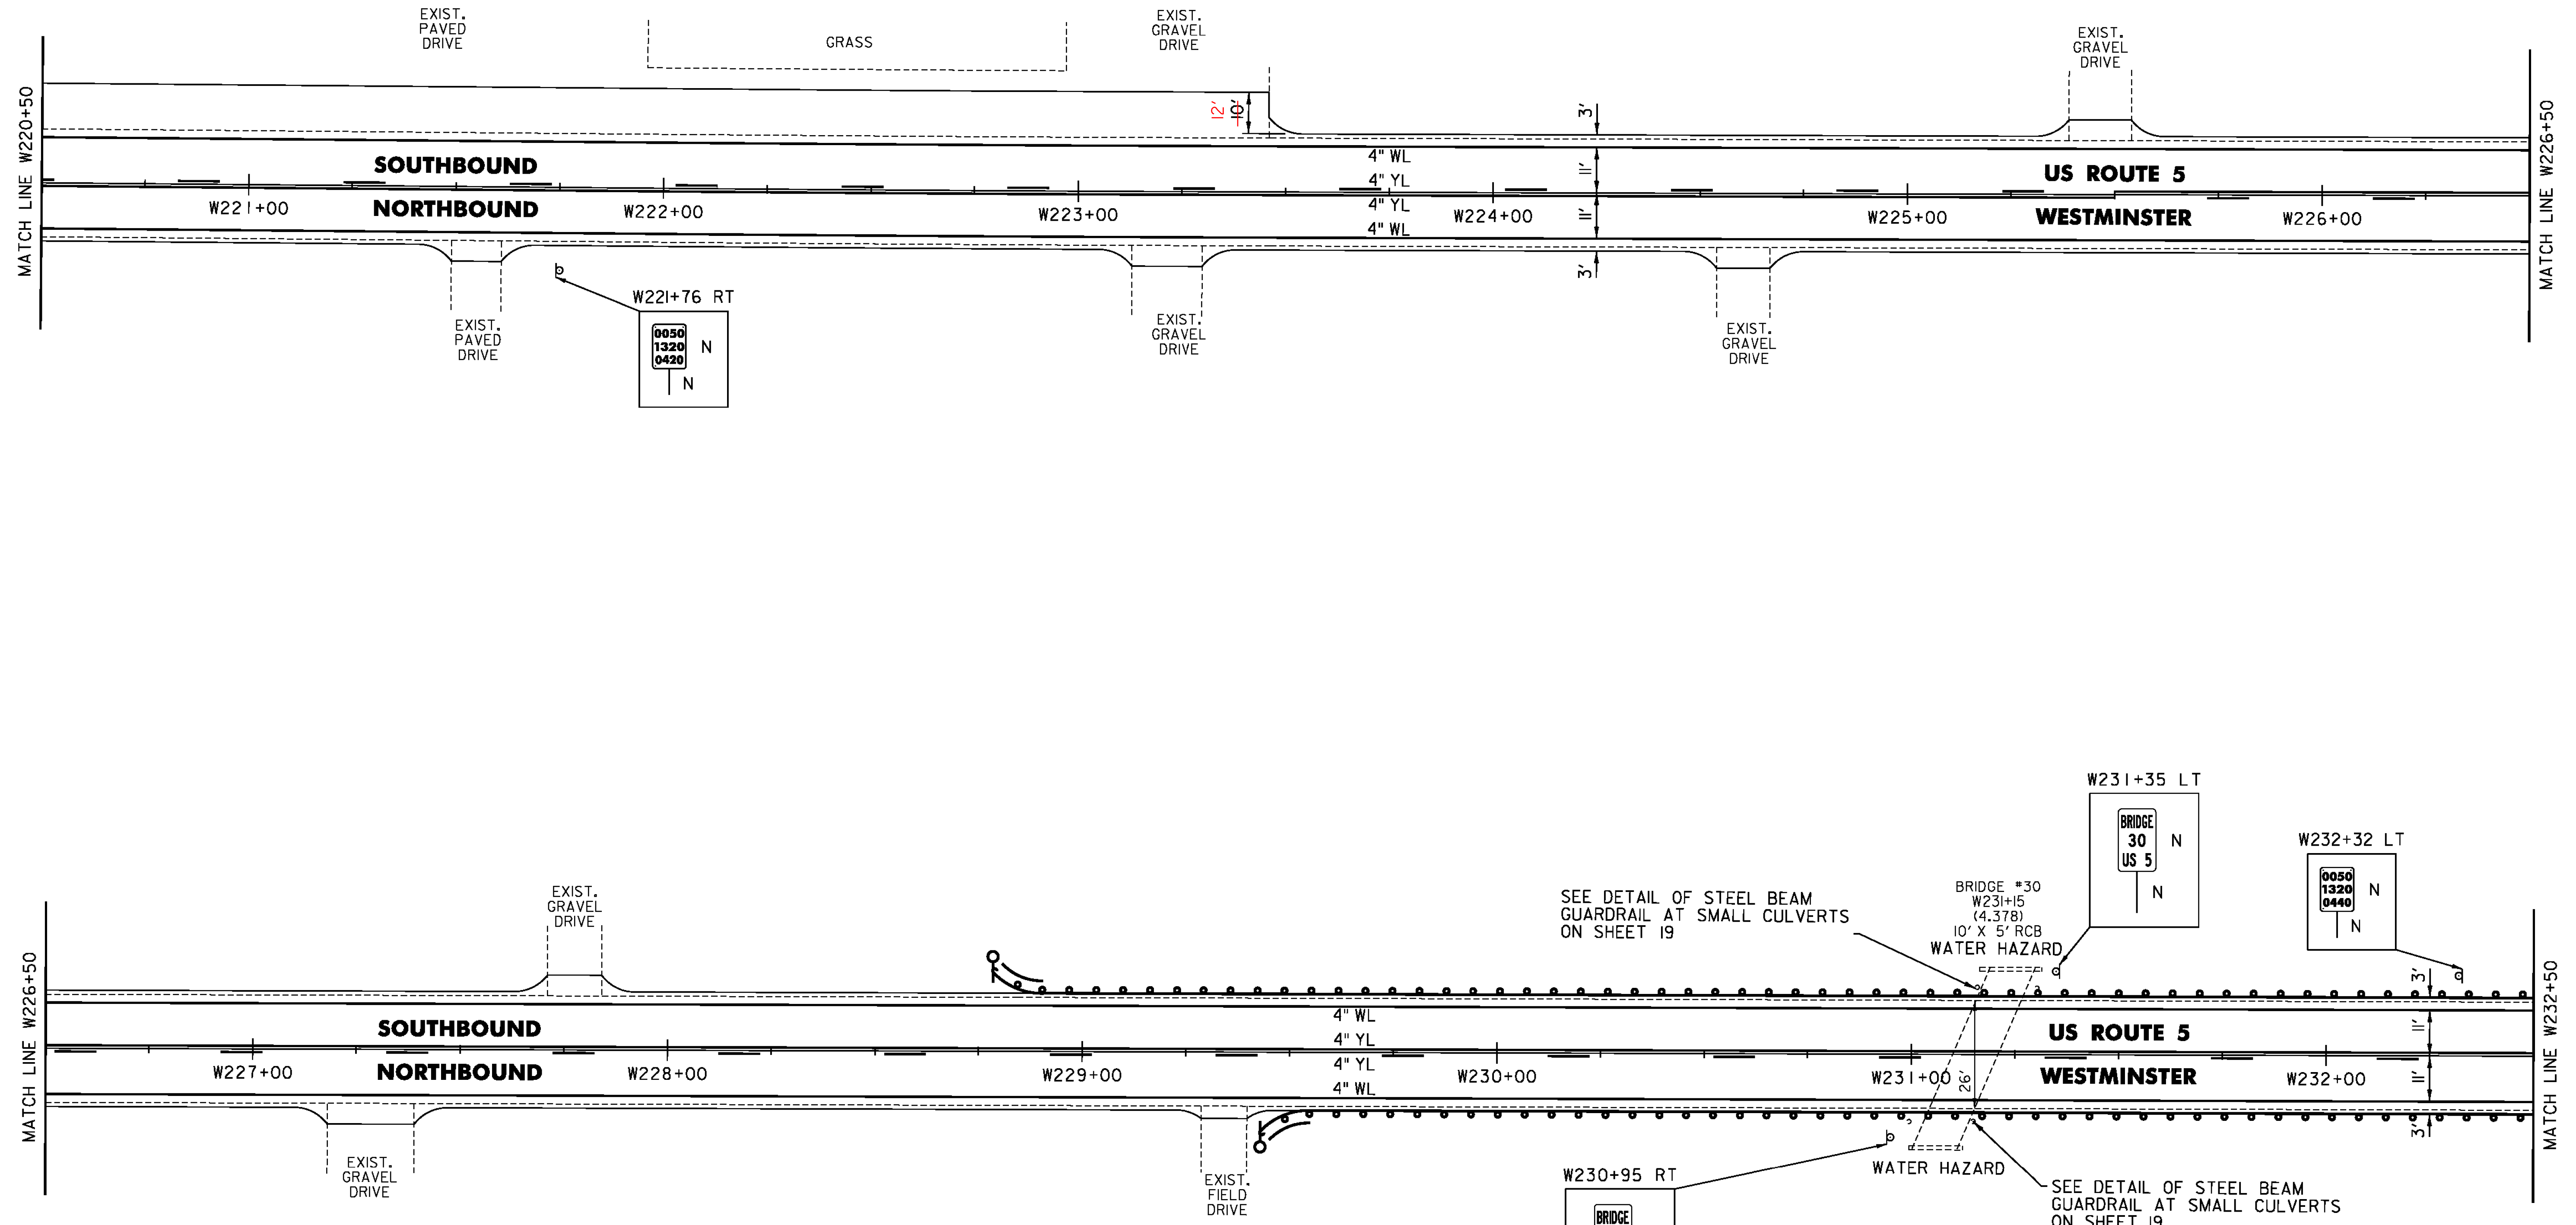 EXIST.
PAVED
DRIVE
GRASS
EXIST.
GRAVEL
DRIVE
EXIST.
GRAVEL
DRIVE
MATCH LINE W220+50
12'
10'
3'
MATCH LINE W226+50
SOUTHBOUND
4" WL
11'
US ROUTE 5
4" YL
W221+00
NORTHBOUND
W222+00
W223+00
4" YL
W224+00
11'
W225+00
WESTMINSTER
W226+00
4" WL
3'
W221+76 RT
0050
1320
0420
N
N
EXIST.
PAVED
DRIVE
EXIST.
GRAVEL
DRIVE
EXIST.
GRAVEL
DRIVE
W231+35 LT
BRIDGE
30
US 5
N
N
W232+32 LT
0050
1320
0440
N
N
EXIST.
GRAVEL
DRIVE
SEE DETAIL OF STEEL BEAM
GUARDRAIL AT SMALL CULVERTS
ON SHEET 19
BRIDGE #30
W231+15
(4.378)
10' X 5' RCB
WATER HAZARD
MATCH LINE W226+50
3'
MATCH LINE W232+50
SOUTHBOUND
4" WL
11'
US ROUTE 5
4" YL
W227+00
NORTHBOUND
W228+00
W229+00
4" YL
W230+00
W231+00
26'
WESTMINSTER
W232+00
11'
4" WL
3'
EXIST.
GRAVEL
DRIVE
EXIST.
FIELD
DRIVE
W230+95 RT
BRIDGE
WATER HAZARD
SEE DETAIL OF STEEL BEAM
GUARDRAIL AT SMALL CULVERTS
ON SHEET 19